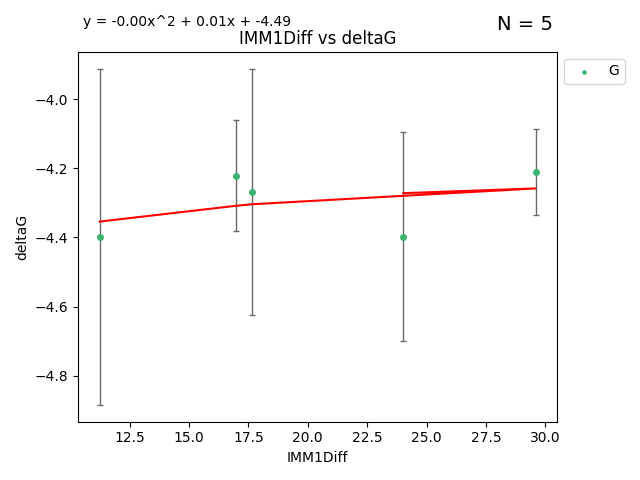 y = -0.00x^2 + 0.01x + -4.49
N = 5
IMM1Diff vs deltaG
G
−4.0
−4.2
−4.4
−4.6
−4.8
deltaG
12.5 15.0 17.5 20.0 22.5 25.0 27.5 30.0
IMM1Diff